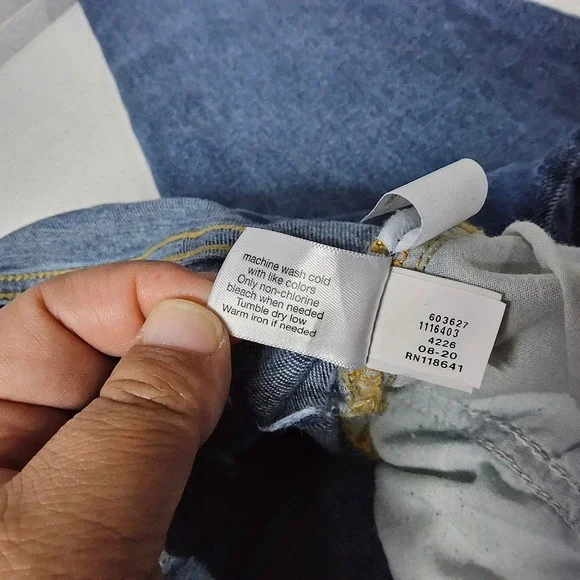 machine wash cold
with like colors
Only non-chlorine
bleach when needed
Tumble dry low
Warm iron if needed
603627
1116403
4226
08-20
RN118641